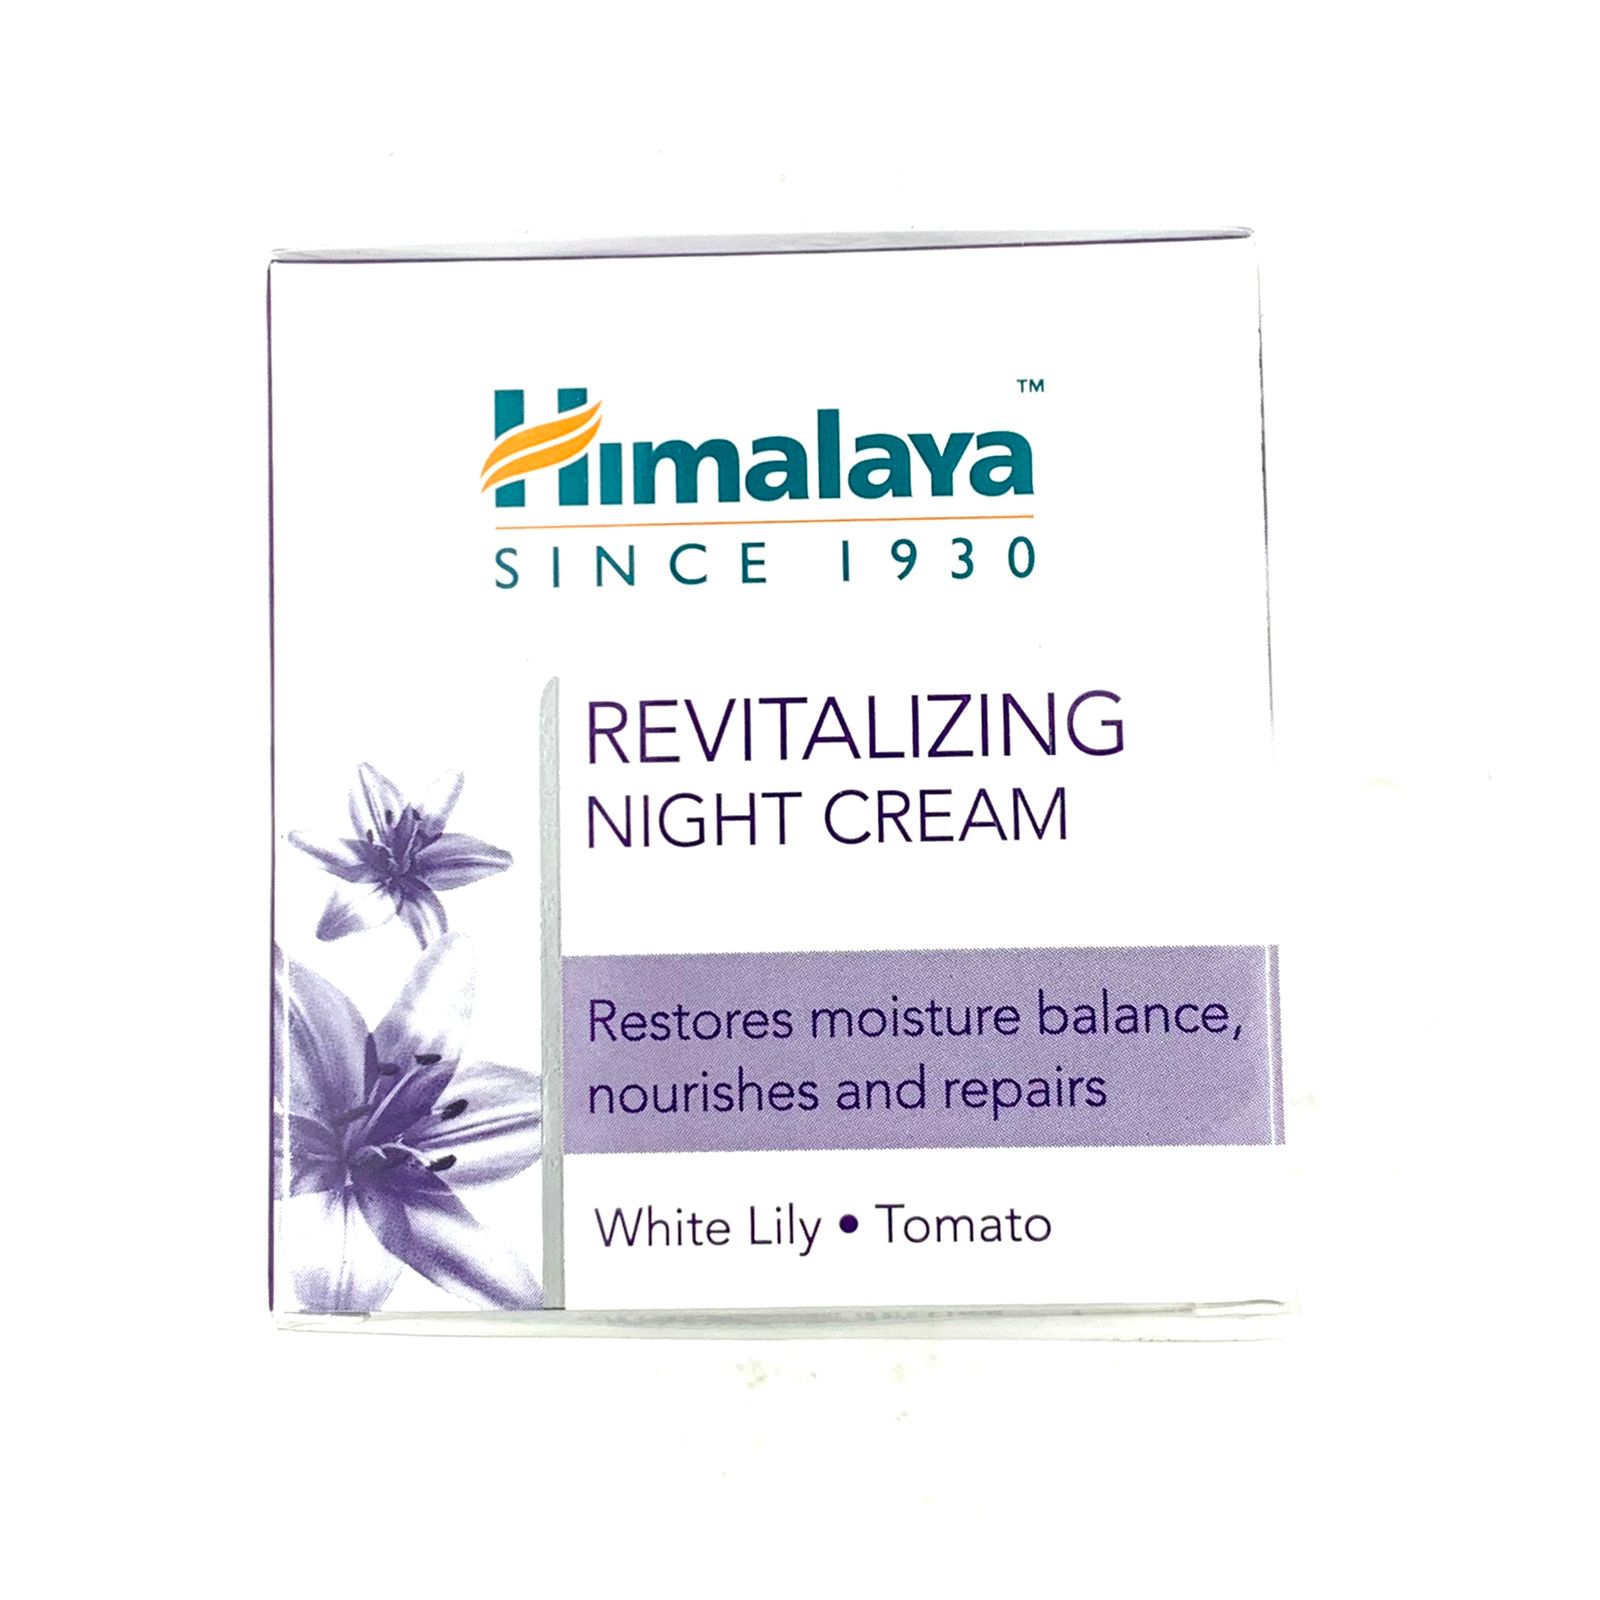 Himalaya™
SINCE 1930
REVITALIZING
NIGHT CREAM
Restores moisture balance,
nourishes and repairs
White Lily • Tomato